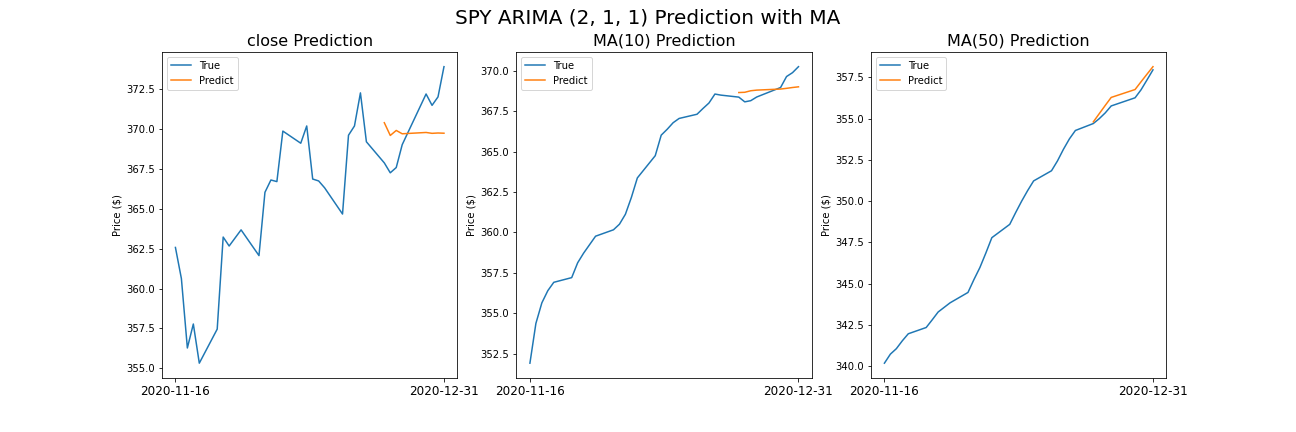 SPY ARIMA (2, 1, 1) Prediction with MA
close Prediction
True
Predict
Price ($)
372.5
370.0
367.5
365.0
362.5
360.0
357.5
355.0
2020-11-16
2020-12-31
MA(10) Prediction
True
Predict
Price ($)
370.0
367.5
365.0
362.5
360.0
357.5
355.0
352.5
2020-11-16
2020-12-31
MA(50) Prediction
True
Predict
Price ($)
357.5
355.0
352.5
350.0
347.5
345.0
342.5
340.0
2020-11-16
2020-12-31